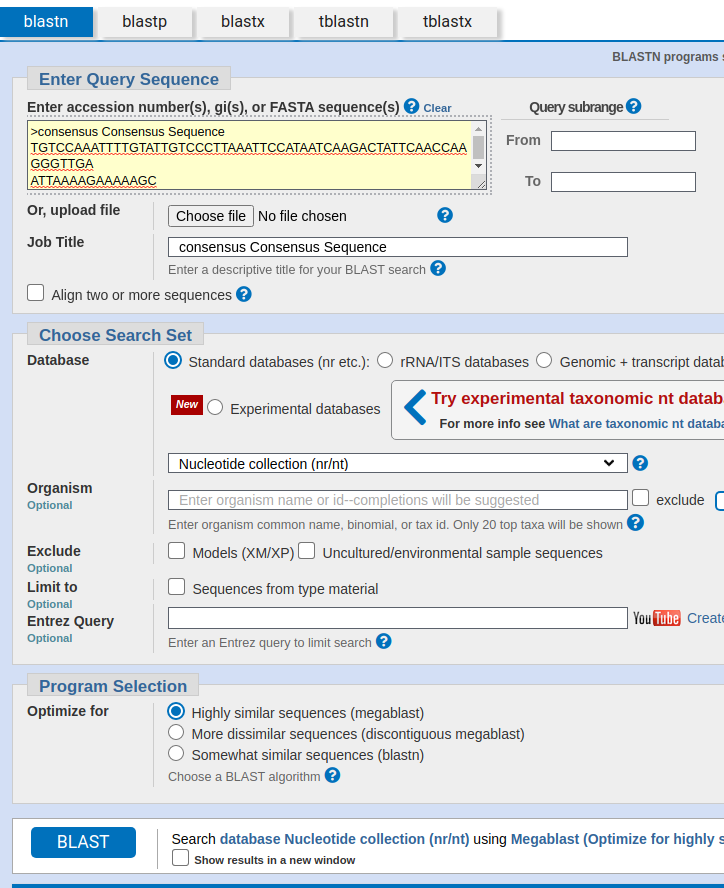 blastn blastp blastx tblastn tblastx
BLASTN programs
Enter Query Sequence
Enter accession number(s), gi(s), or FASTA sequence(s) Clear Query subrange
>consensus Consensus Sequence
TGTCCAAATTTTGTATTGTCCCTTAAATTCCATAATCAAGACTATTCAACCAA
GGGTTGA
ATTAAAAGAAAAAGC
From
To
Or, upload file Choose file No file chosen
Job Title consensus Consensus Sequence
Enter a descriptive title for your BLAST search
Align two or more sequences
Choose Search Set
Database Standard databases (nr etc.): rRNA/ITS databases Genomic + transcript datab
New Experimental databases Try experimental taxonomic nt datab
For more info see What are taxonomic nt databa
Nucleotide collection (nr/nt)
Organism
Optional
Enter organism name or id--completions will be suggested exclude
Enter organism common name, binomial, or tax id. Only 20 top taxa will be shown
Exclude Models (XM/XP) Uncultured/environmental sample sequences
Optional
Limit to Sequences from type material
Optional
Entrez Query YouTube Create
Optional
Enter an Entrez query to limit search
Program Selection
Optimize for Highly similar sequences (megablast)
More dissimilar sequences (discontiguous megablast)
Somewhat similar sequences (blastn)
Choose a BLAST algorithm
BLAST Search database Nucleotide collection (nr/nt) using Megablast (Optimize for highly s
Show results in a new window